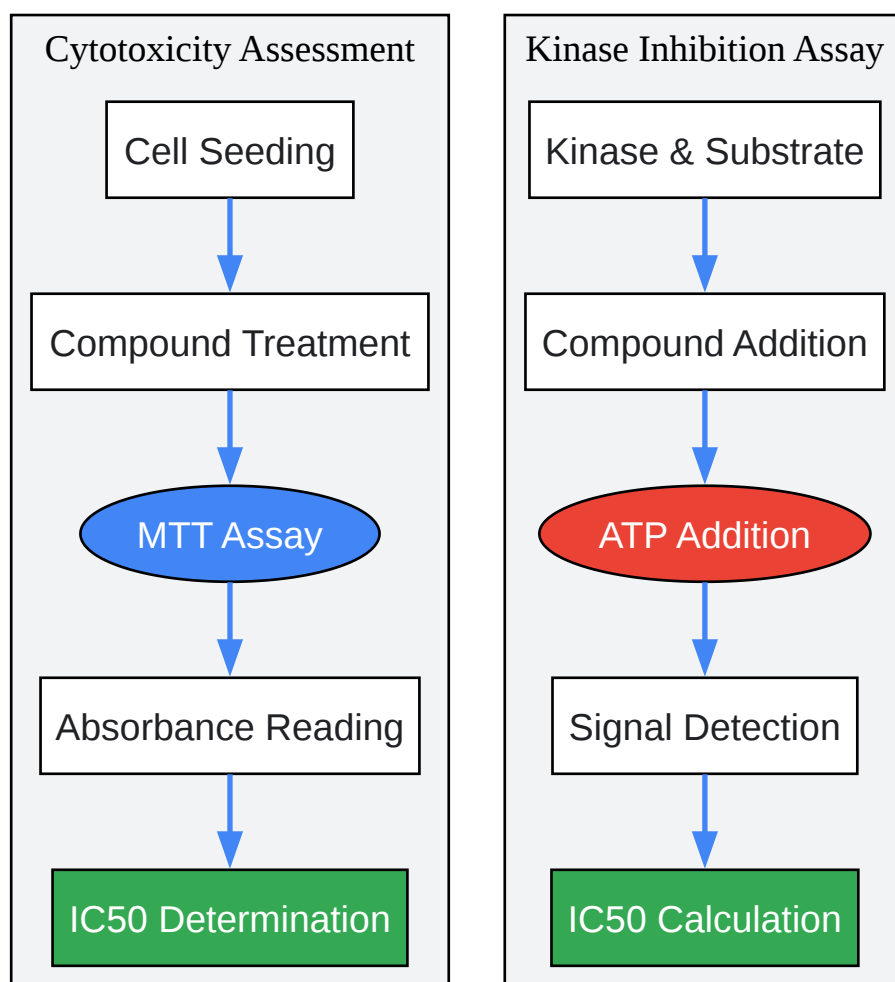 Cytotoxicity Assessment
Cell Seeding
Compound Treatment
MTT Assay
Absorbance Reading
IC50 Determination
Kinase Inhibition Assay
Kinase & Substrate
Compound Addition
ATP Addition
Signal Detection
IC50 Calculation